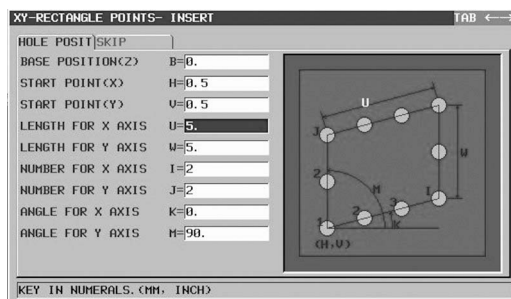 XY-RECTANGLE POINTS- INSERT TAB ←→
HOLE POSIT SKIP
BASE POSITION(Z) B=0.
START POINT(X) H=0.5
START POINT(Y) V=0.5
LENGTH FOR X AXIS U=5.
LENGTH FOR Y AXIS W=5.
NUMBER FOR X AXIS I=2
NUMBER FOR Y AXIS J=2
ANGLE FOR X AXIS K=0.
ANGLE FOR Y AXIS M=90.
U
J
W
2
M
I
3
2
K
1
(H,V)
KEY IN NUMERALS.(MM, INCH)